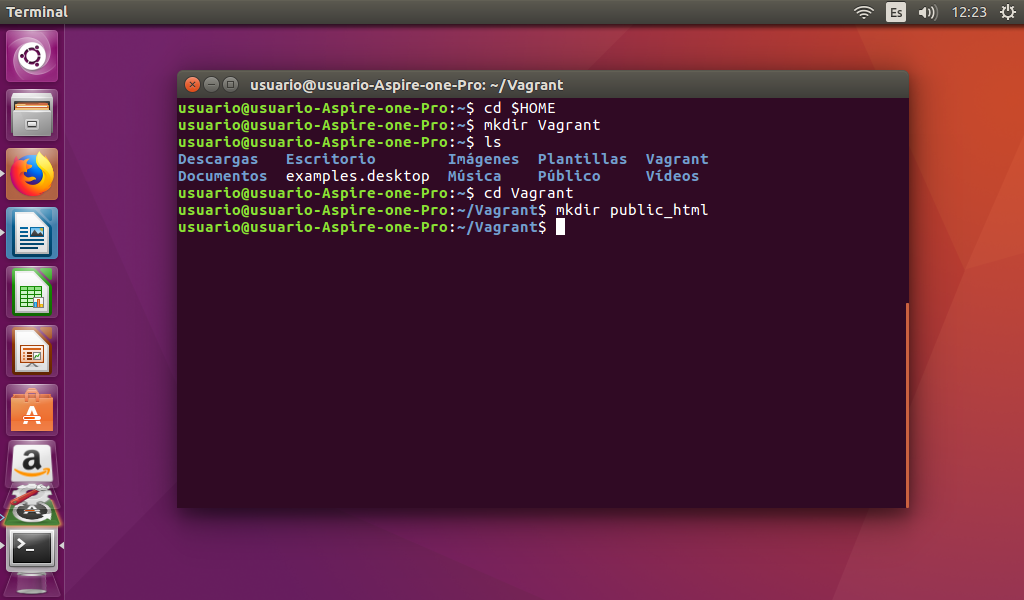 Terminal
Es
12:23
usuario@usuario-Aspire-one-Pro: ~/Vagrant
usuario@usuario-Aspire-one-Pro:~$ cd $HOME
usuario@usuario-Aspire-one-Pro:~$ mkdir Vagrant
usuario@usuario-Aspire-one-Pro:~$ ls
Descargas Escritorio Imágenes Plantillas Vagrant
Documentos examples.desktop Música Público Vídeos
usuario@usuario-Aspire-one-Pro:~$ cd Vagrant
usuario@usuario-Aspire-one-Pro:~/Vagrant$ mkdir public_html
usuario@usuario-Aspire-one-Pro:~/Vagrant$
A
a
>_